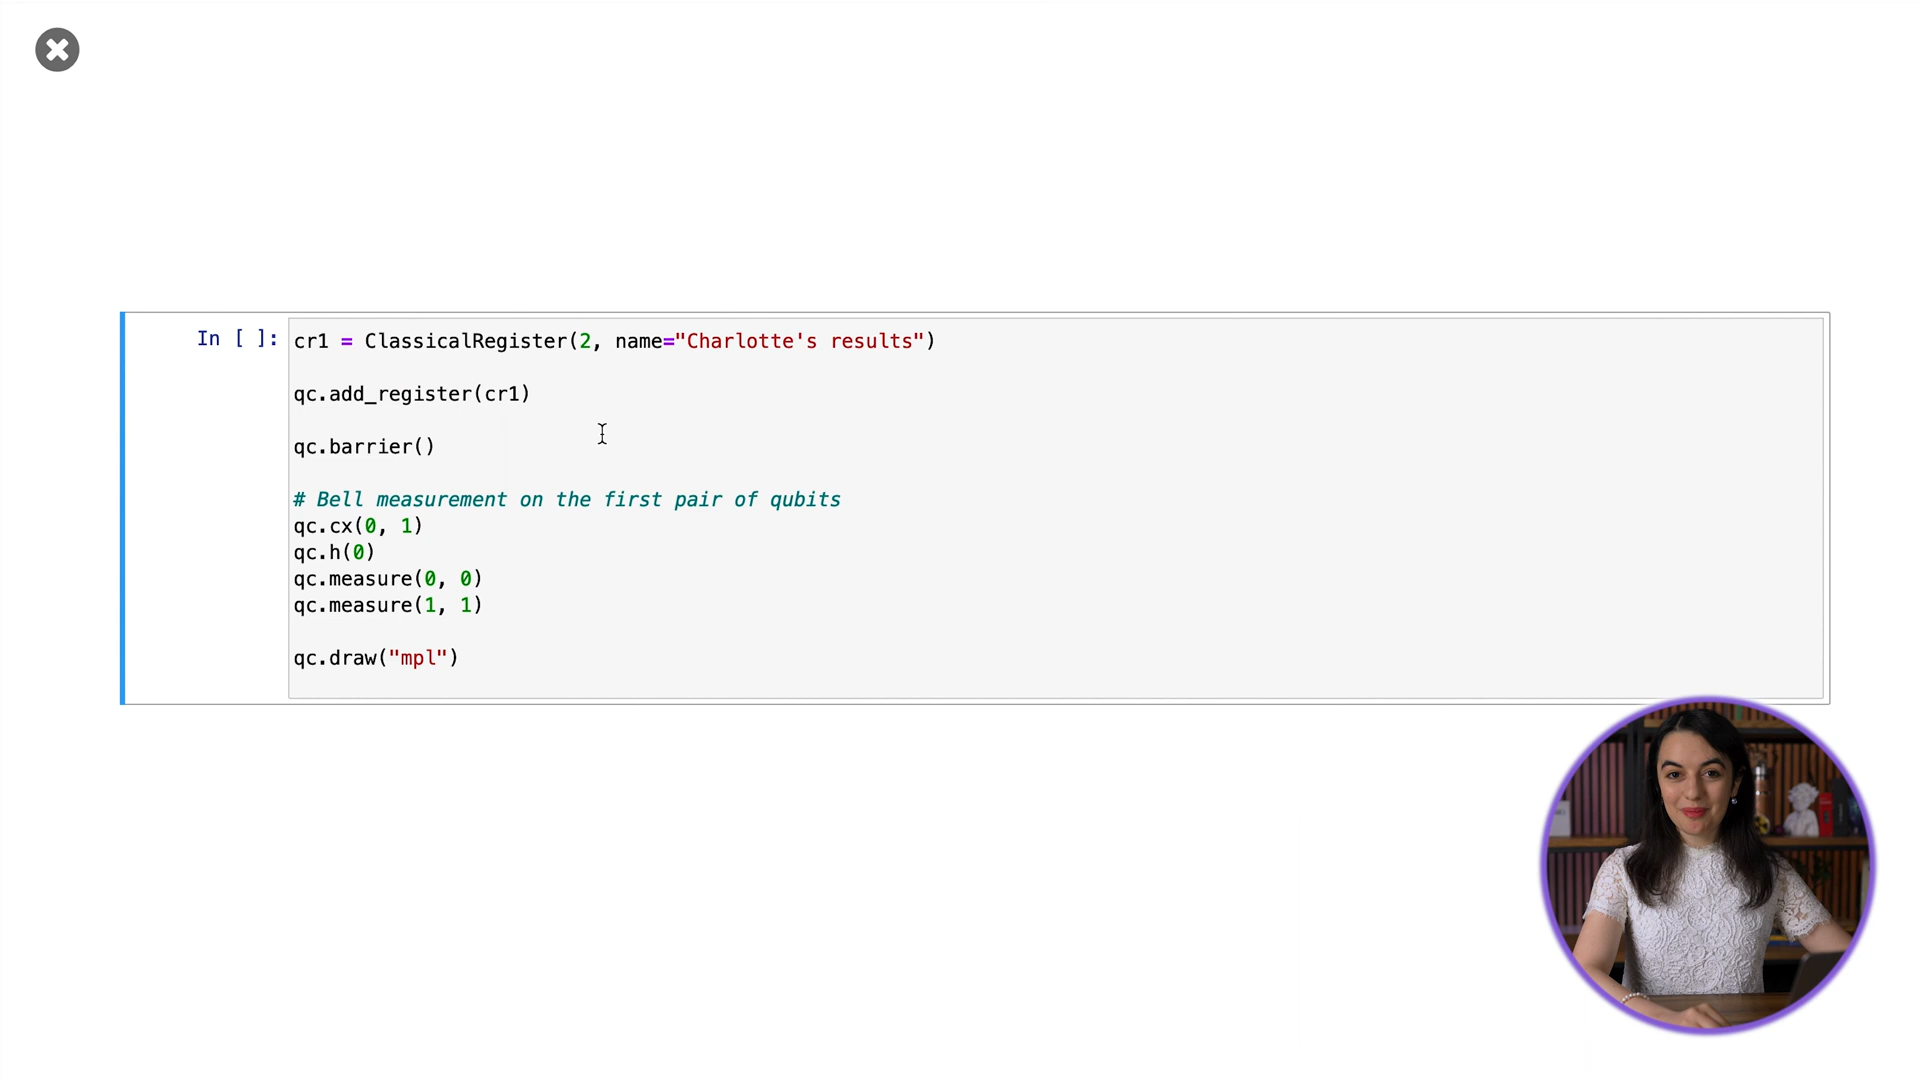 In [ ]:
cr1 = ClassicalRegister(2, name="Charlotte's results")
qc.add_register(cr1)
qc.barrier()
# Bell measurement on the first pair of qubits
qc.cx(0, 1)
qc.h(0)
qc.measure(0, 0)
qc.measure(1, 1)
qc.draw("mpl")